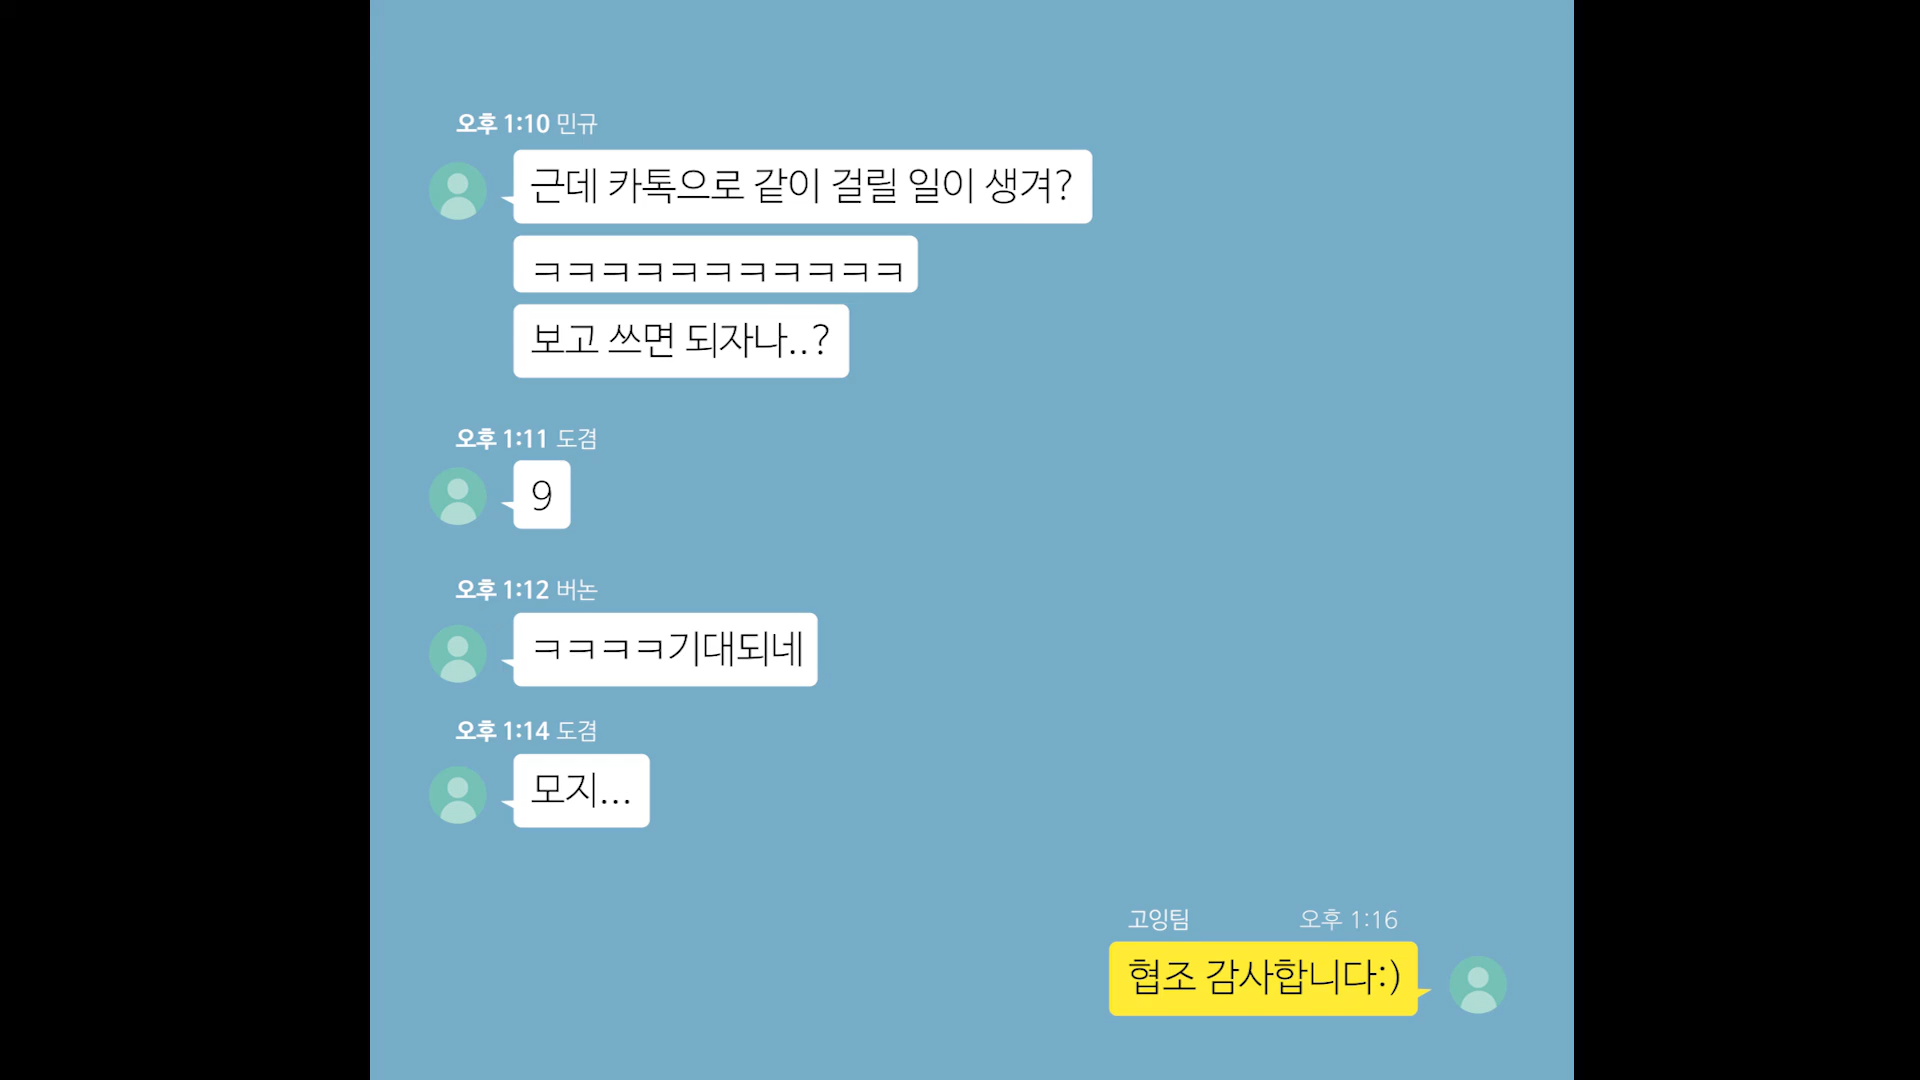 오후 1:10 민규
근데 카톡으로 같이 걸릴 일이 생겨?
ㅋㅋㅋㅋㅋㅋㅋㅋㅋㅋㅋ
보고 쓰면 되자나..?
오후 1:11 도겸
9
오후 1:12 버논
ㅋㅋㅋㅋ기대되네
오후 1:14 도겸
모지...
고잉팀 오후 1:16
협조 감사합니다:)